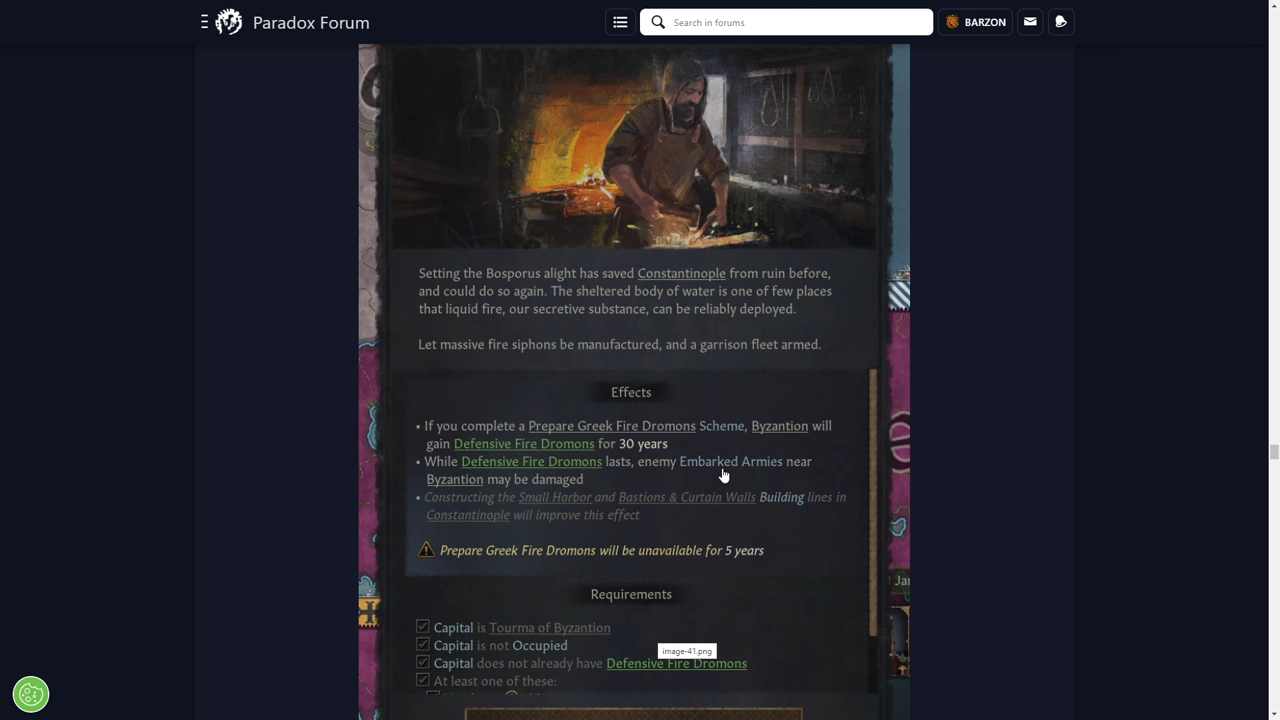 Paradox Forum
Search in forums
BARZON
Setting the Bosporus alight has saved Constantinople from ruin before,
and could do so again. The sheltered body of water is one of few places
that liquid fire, our secretive substance, can be reliably deployed.
Let massive fire siphons be manufactured, and a garrison fleet armed.
Effects
• If you complete a Prepare Greek Fire Dromons Scheme, Byzantion will
gain Defensive Fire Dromons for 30 years
• While Defensive Fire Dromons lasts, enemy Embarked Armies near
Byzantion may be damaged
• Constructing the Small Harbor and Bastions & Curtain Walls Building lines in
Constantinople will improve this effect
Prepare Greek Fire Dromons will be unavailable for 5 years
Requirements
Jar
Capital is Tourma of Byzantion
Capital is not Occupied
image-41.png
Capital does not already have Defensive Fire Dromons
At least one of these: